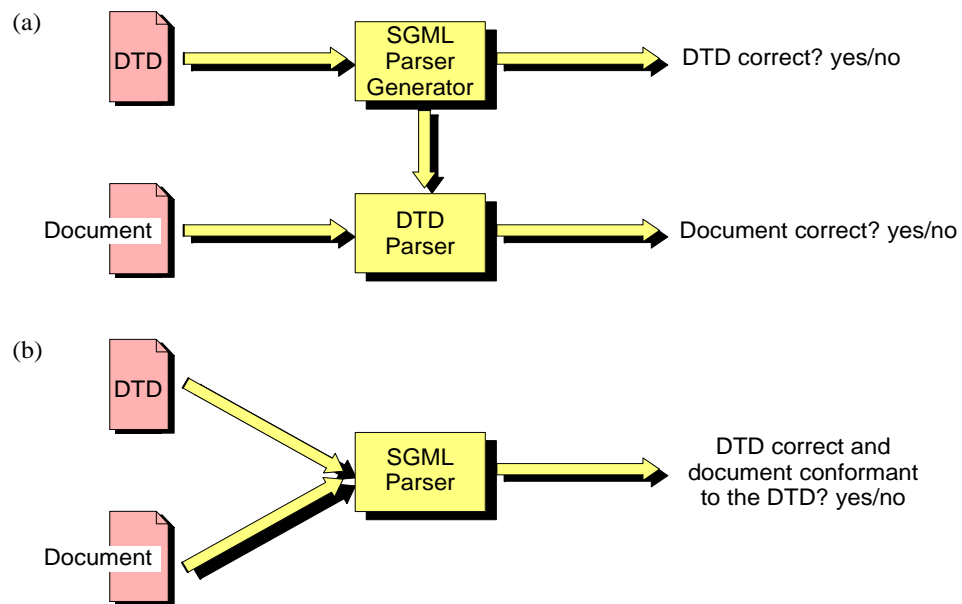 (a)
DTD
SGML
Parser
Generator
DTD correct? yes/no
Document
DTD
Parser
Document correct? yes/no
(b)
DTD
SGML
Parser
DTD correct and
document conformant
to the DTD? yes/no
Document